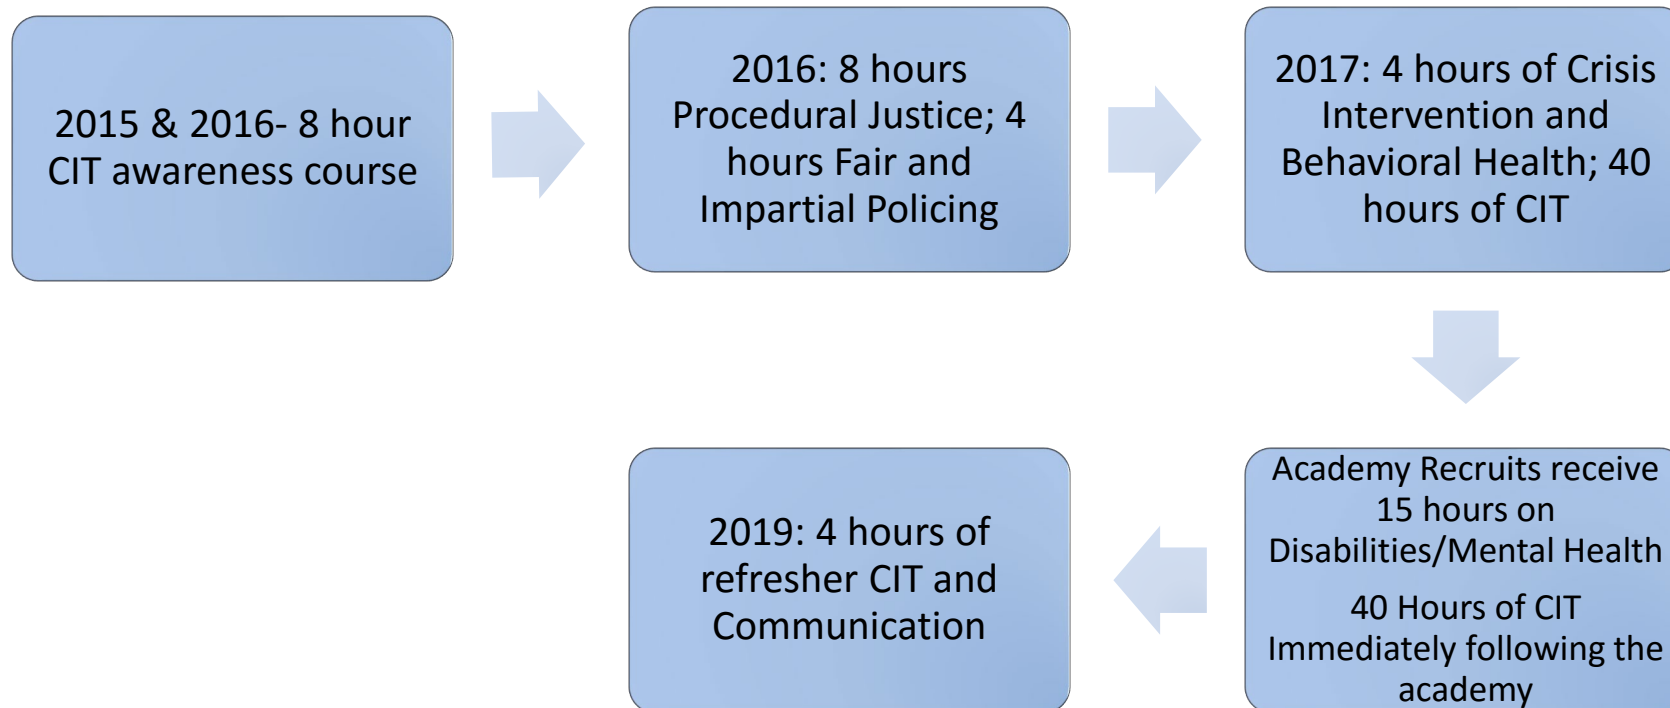 2015 & 2016- 8 hour
CIT awareness course
2016: 8 hours
Procedural Justice; 4
hours Fair and
Impartial Policing
2017: 4 hours of Crisis
Intervention and
Behavioral Health; 40
hours of CIT
Academy Recruits receive
15 hours on
Disabilities/Mental Health
40 Hours of CIT
Immediately following the
academy
2019: 4 hours of
refresher CIT and
Communication